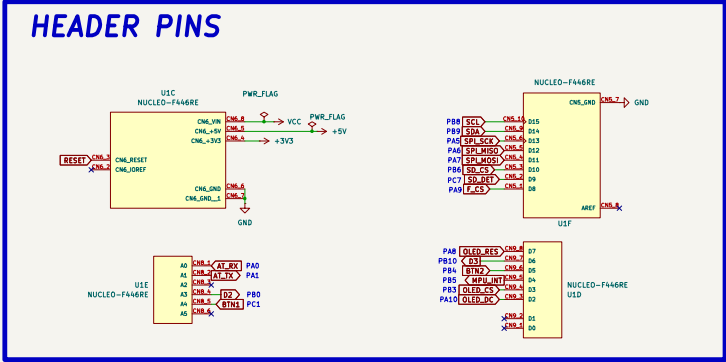 HEADER PINS
U1C
NUCLEO-F446RE
PWR_FLAG
CN6_VIN CN6_8 VCC
PWR_FLAG
CN6_+5V CN6_5 +5V
CN6_+3V3 CN6_4 +3V3
RESET CN6_3 CN6_RESET
CN6_2 CN6_IOREF
CN6_GND CN6_6
CN6_GND__1 CN6_7
GND
NUCLEO-F446RE
CN5_GND CN5_7 GND
PB8 SCL CN5_10 D15
PB9 SDA CN5_9 D14
PA5 SPI_SCK CN5_6 D13
PA6 SPI_MISO CN5_5 D12
PA7 SPI_MOSI CN5_4 D11
PB6 SD_CS CN5_3 D10
PC7 SD_DET CN5_2 D9
PA9 F_CS CN5_1 D8
AREF CN5_8
U1F
U1E
NUCLEO-F446RE
A0 CN8_1 AT_RX PA0
A1 CN8_2 AT_TX PA1
A2 CN8_3
A3 CN8_4 D2 PB0
A4 CN8_5 BTN1 PC1
A5 CN8_6
PA8 OLED_RES CN9_8 D7
PB10 D3 CN9_7 D6
PB4 BTN2 CN9_6 D5
PB5 MPU_INT CN9_5 D4
PB3 OLED_CS CN9_4 D3
PA10 OLED_DC CN9_3 D2
CN9_2 D1
CN9_1 D0
NUCLEO-F446RE
U1D